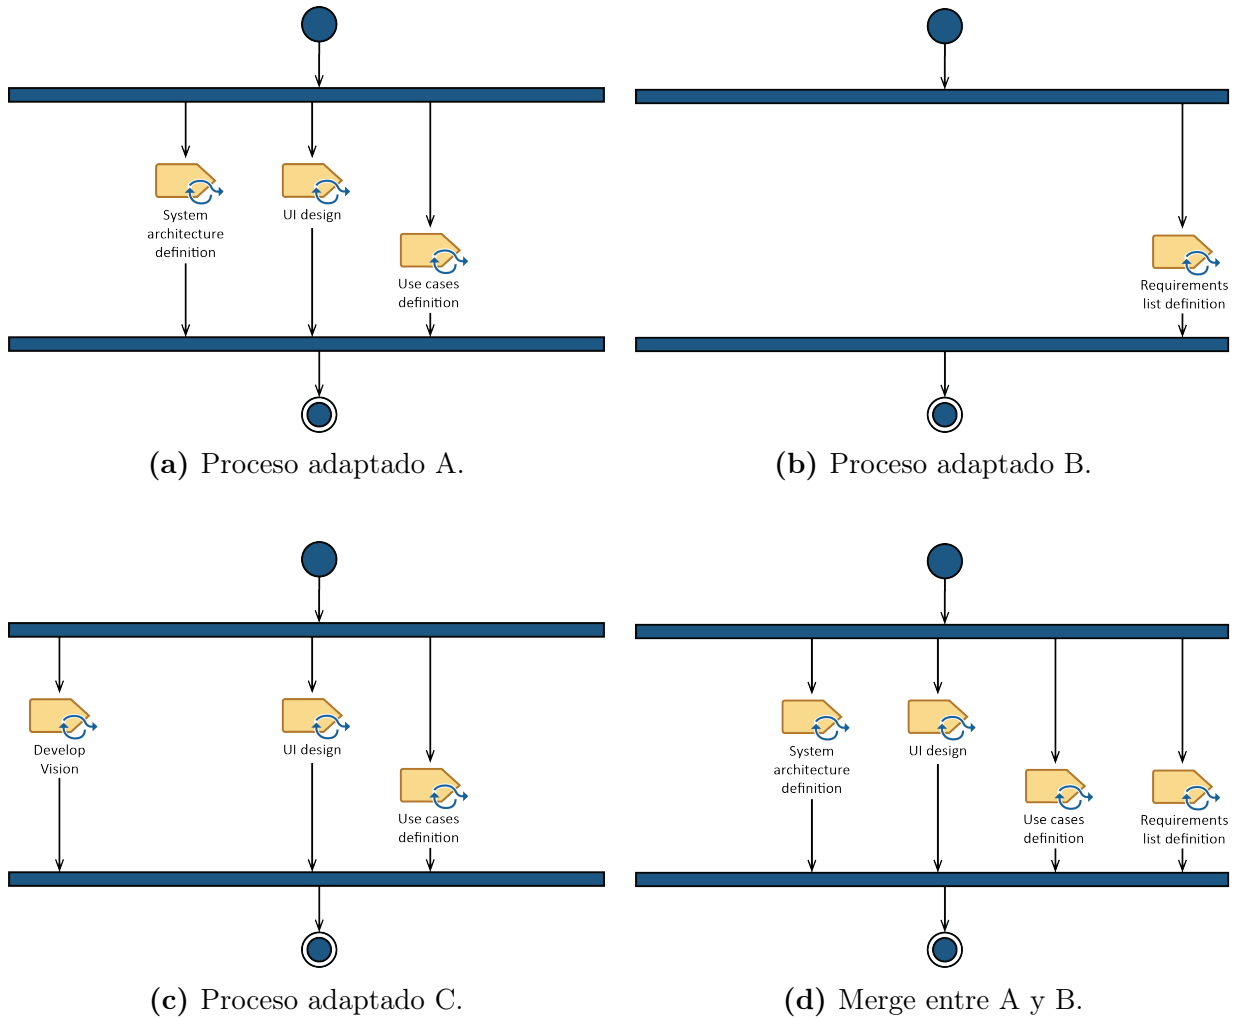 System
architecture
definition
UI design
Use cases
definition
(a) Proceso adaptado A.
Requirements
list definition
(b) Proceso adaptado B.
Develop
Vision
UI design
Use cases
definition
(c) Proceso adaptado C.
System
architecture
definition
UI design
Use cases
definition
Requirements
list definition
(d) Merge entre A y B.